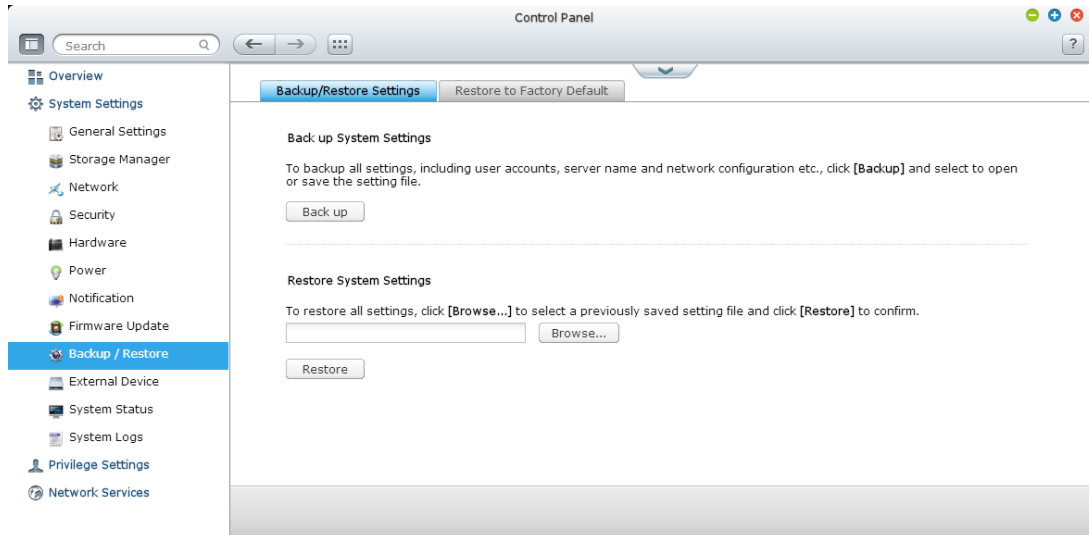 Control Panel
Search
?
Overview
System Settings
General Settings
Storage Manager
Network
Security
Hardware
Power
Notification
Firmware Update
Backup / Restore
External Device
System Status
System Logs
Privilege Settings
Network Services
Backup/Restore Settings
Restore to Factory Default
Back up System Settings
To backup all settings, including user accounts, server name and network configuration etc., click [Backup] and select to open
or save the setting file.
Back up
Restore System Settings
To restore all settings, click [Browse...] to select a previously saved setting file and click [Restore] to confirm.
Browse...
Restore